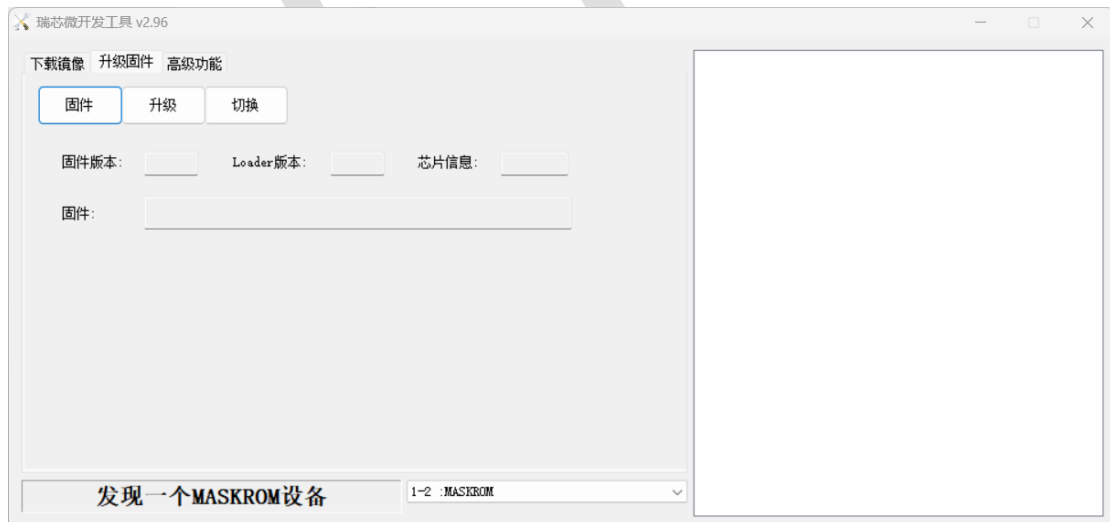 瑞芯微开发工具 v2.96
下载镜像 升级固件 高级功能
固件 升级 切换
固件版本: Loader版本: 芯片信息:
固件:
发现一个MASKROM设备 1-2 :MASKROM